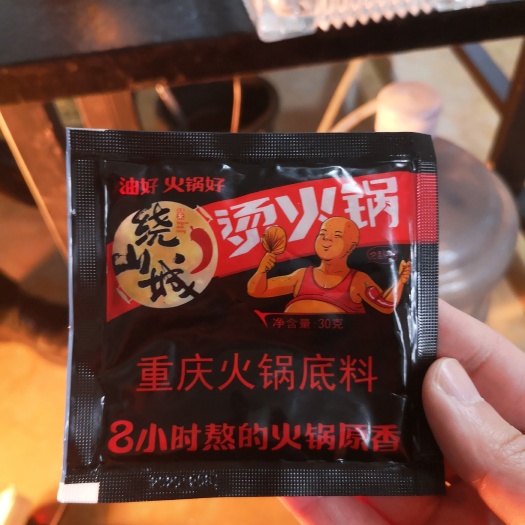 油好 火锅好
绕山城
烫火锅
净含量:30克
重庆火锅底料
8小时熬的火锅原香